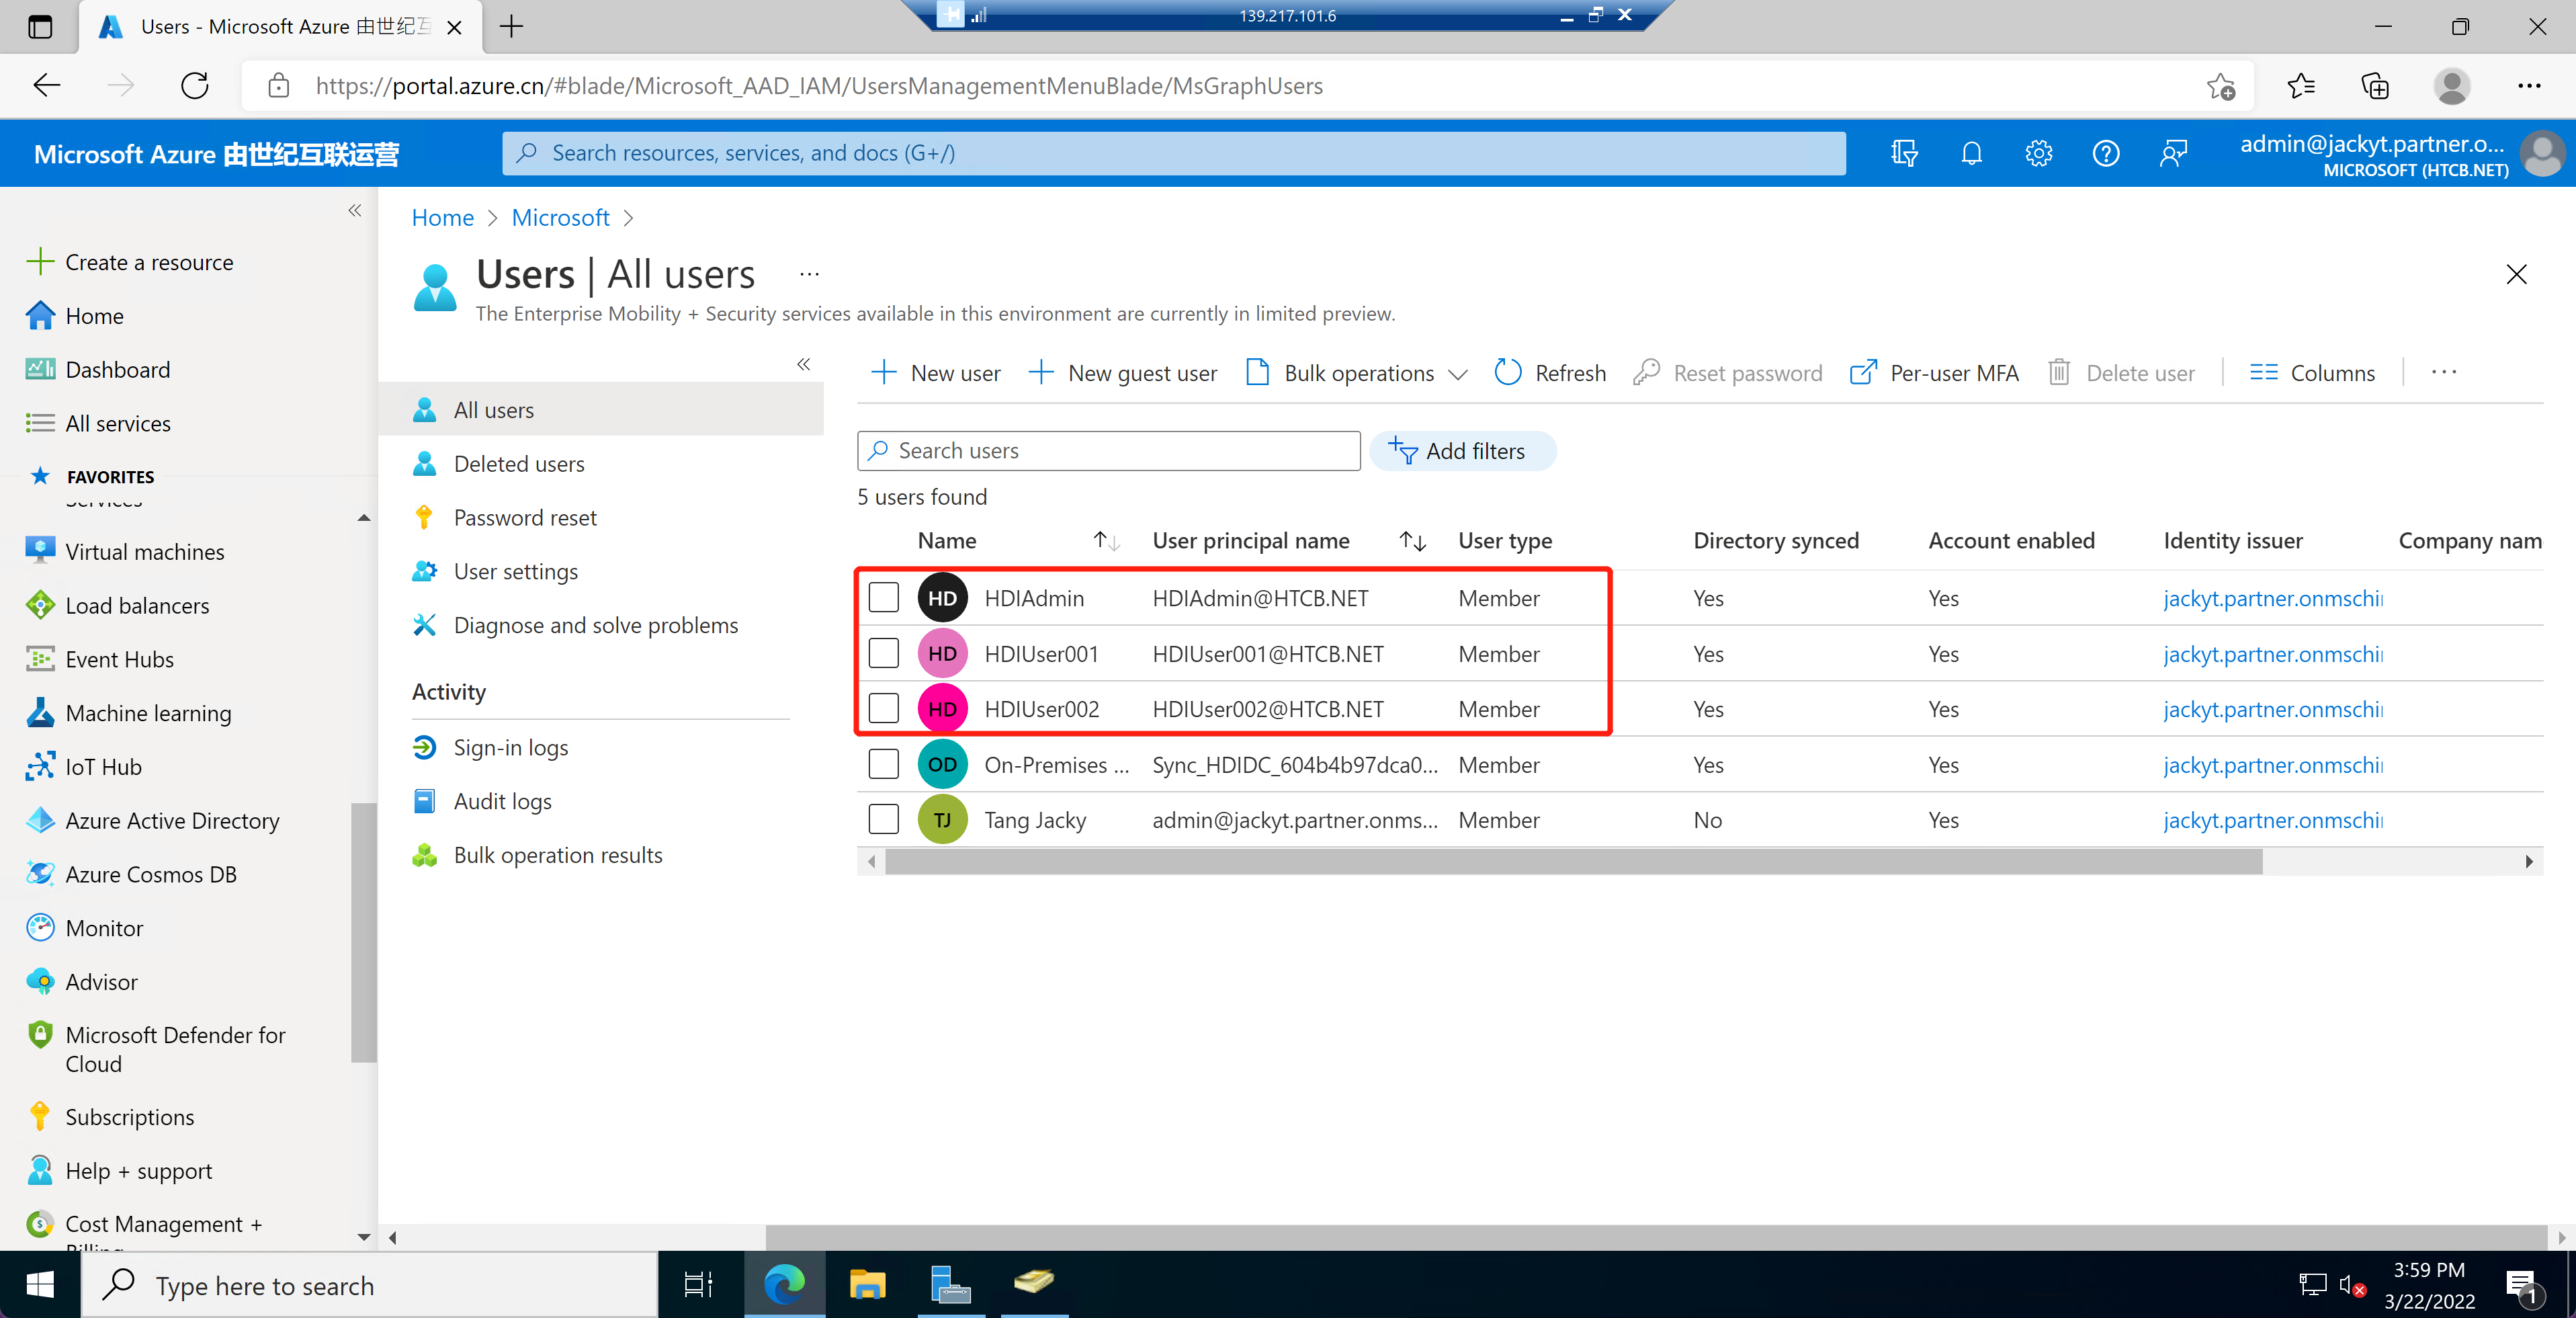 Users - Microsoft Azure 由世纪互
139.217.101.6
https://portal.azure.cn/#blade/Microsoft_AAD_IAM/UsersManagementMenuBlade/MsGraphUsers
Microsoft Azure 由世纪互联运营
Search resources, services, and docs (G+/)
admin@jackyt.partner.o...
MICROSOFT (HTCB.NET)
Create a resource
Home
Dashboard
All services
FAVORITES
Virtual machines
Load balancers
Event Hubs
Machine learning
IoT Hub
Azure Active Directory
Azure Cosmos DB
Monitor
Advisor
Microsoft Defender for
Cloud
Subscriptions
Help + support
Cost Management +
Home > Microsoft >
Users | All users ...
The Enterprise Mobility + Security services available in this environment are currently in limited preview.
All users
Deleted users
Password reset
User settings
Diagnose and solve problems
Activity
Sign-in logs
Audit logs
Bulk operation results
New user New guest user Bulk operations Refresh Reset password Per-user MFA Delete user Columns ...
Search users Add filters
5 users found
Name User principal name User type Directory synced Account enabled Identity issuer Company nam
HD HDIAdmin HDIAdmin@HTCB.NET Member Yes Yes jackyt.partner.onmschi
HD HDIUser001 HDIUser001@HTCB.NET Member Yes Yes jackyt.partner.onmschi
HD HDIUser002 HDIUser002@HTCB.NET Member Yes Yes jackyt.partner.onmschi
OD On-Premises ... Sync_HDIDC_604b4b97dca0... Member Yes Yes jackyt.partner.onmschi
TJ Tang Jacky admin@jackyt.partner.onms... Member No Yes jackyt.partner.onmschi
Type here to search
3:59 PM
3/22/2022
1